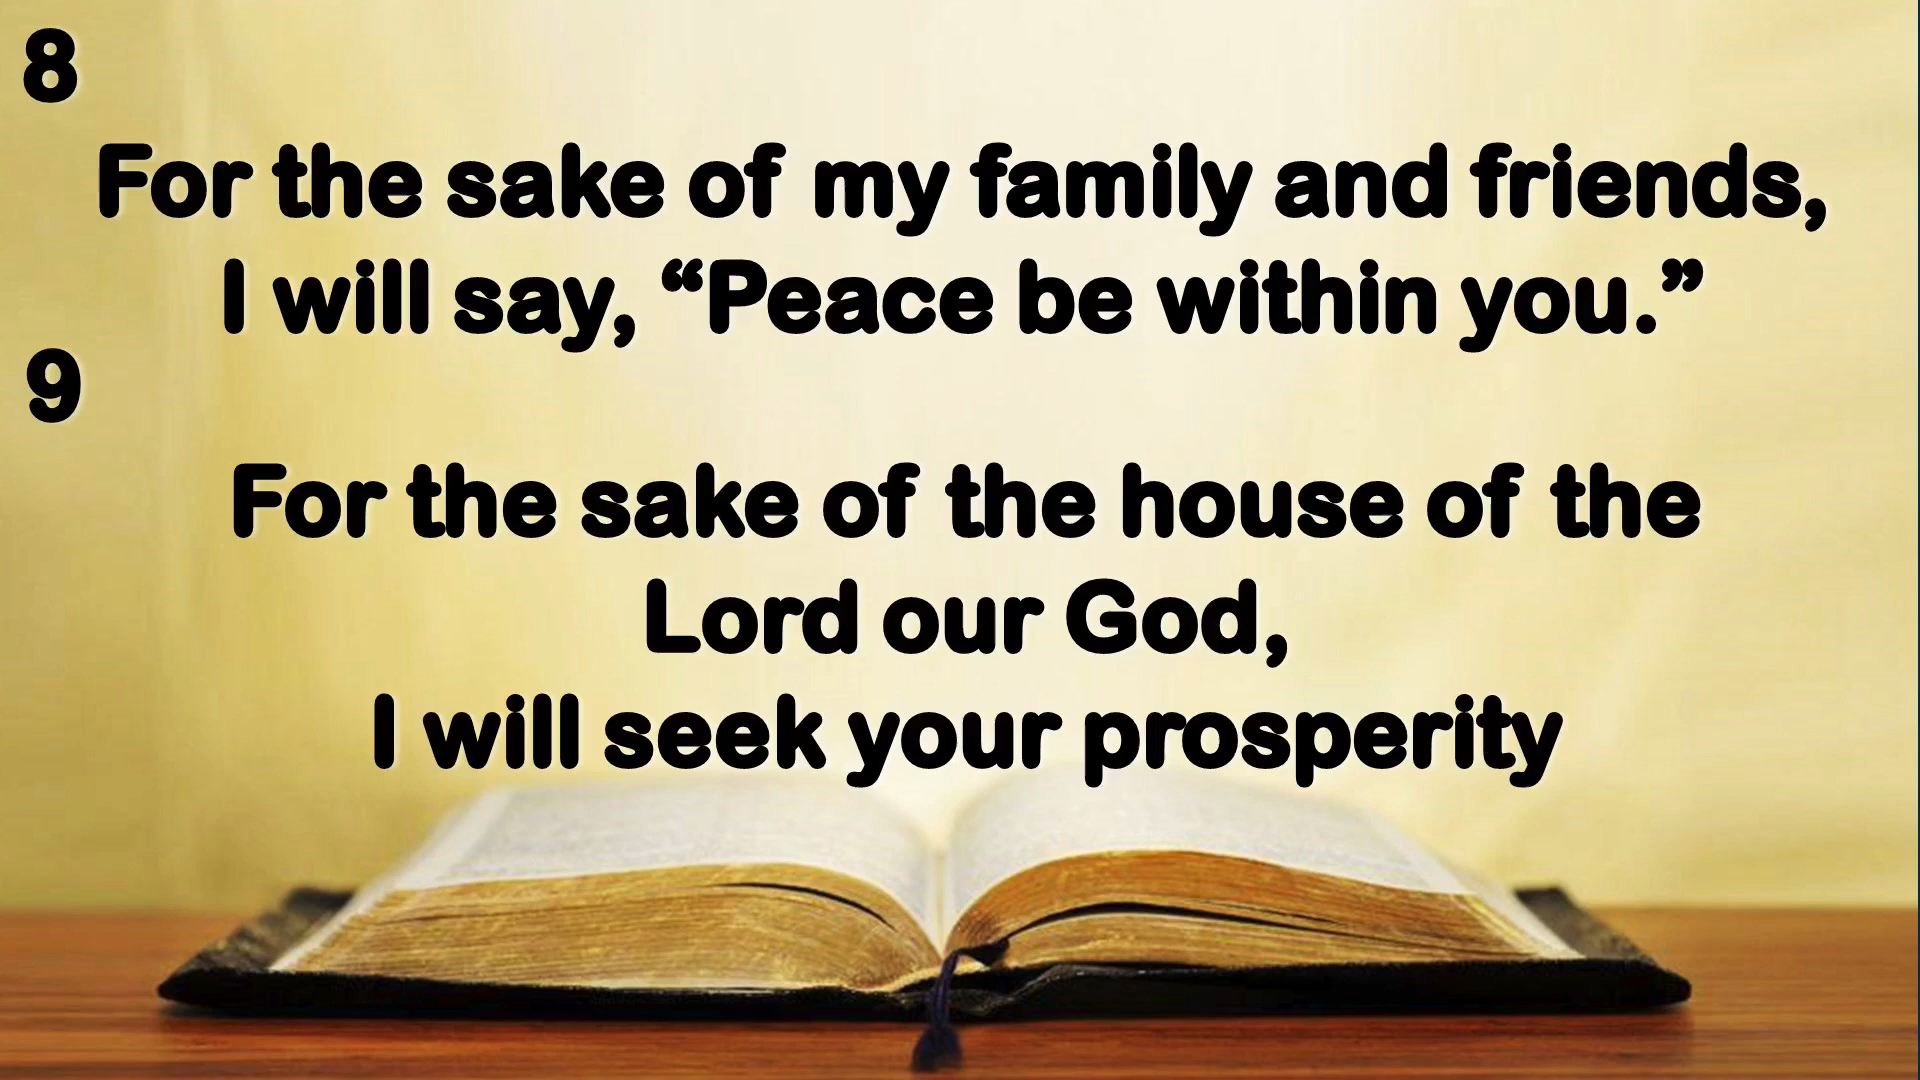 8
For the sake of my family and friends,
I will say, “Peace be within you.”
9
For the sake of the house of the
Lord our God,
I will seek your prosperity